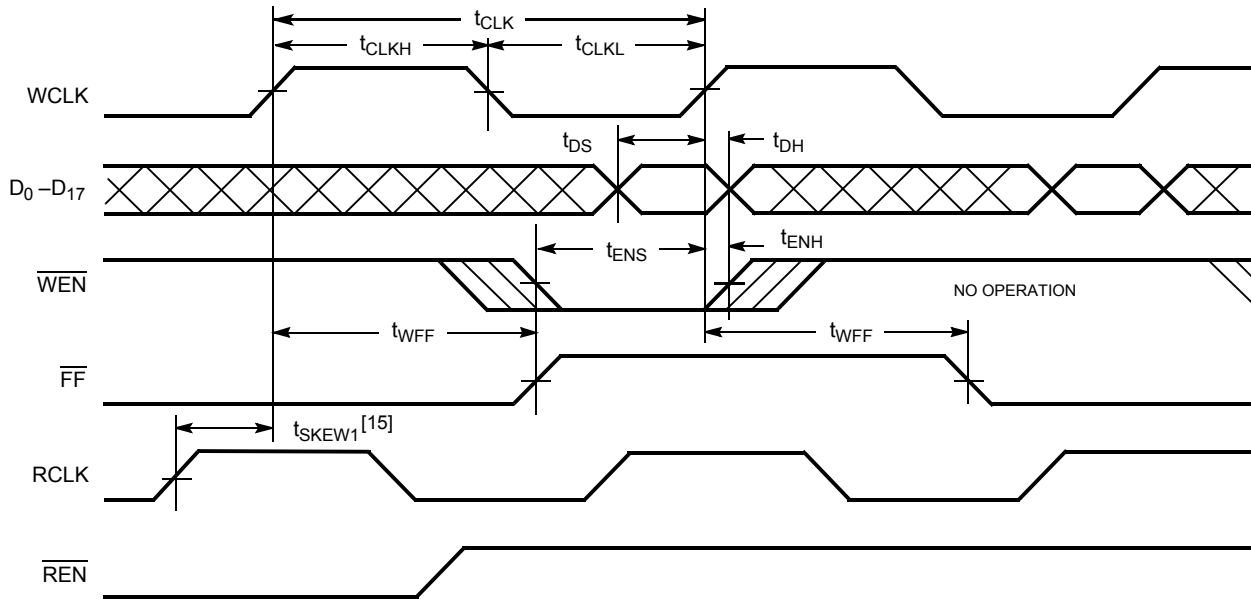 tCLK
tCLKH tCLKL
WCLK
tDS tDH
D0 –D17
tENS tENH
WEN
NO OPERATION
tWFF tWFF
FF
tSKEW1[15]
RCLK
REN